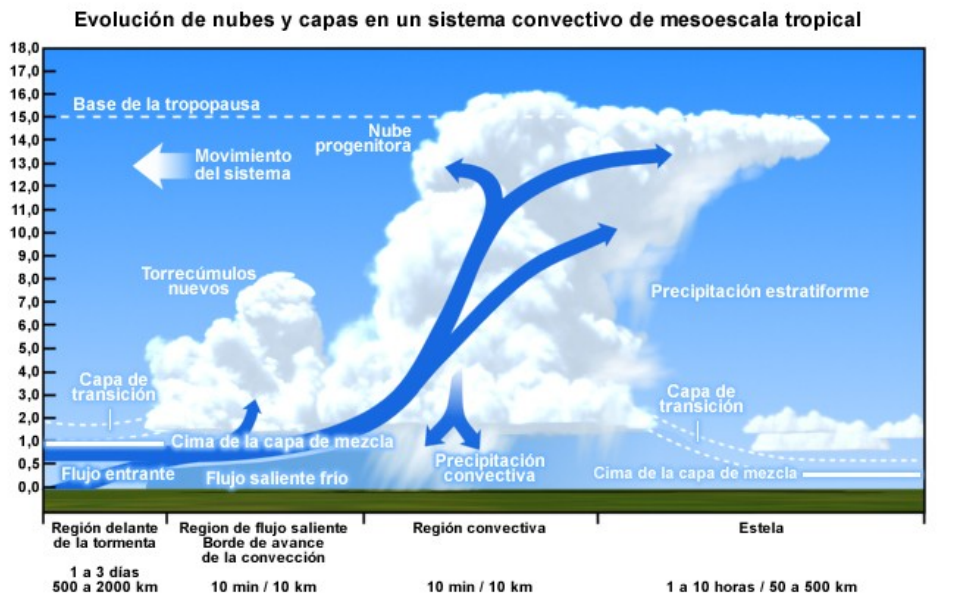 Evolución de nubes y capas en un sistema convectivo de mesoescala tropical
18,0
17,0
16,0
15,0
14,0
13,0
12,0
11,0
10,0
9,0
8,0
7,0
6,0
5,0
4,0
3,0
2,0
1,0
0,5
0,0
Base de la tropopausa
Nube
progenitora
Movimiento
del sistema
Torrecúmulos
nuevos
Precipitación estratiforme
Capa de
transición
Capa de
transición
Cima de la capa de mezcla
Flujo entrante
Flujo saliente frio
Precipitación
convectiva
Cima de la capa de mezcla
Región delante
de la tormenta
1 a 3 días
500 a 2000 km
Region de flujo saliente
Borde de avance
de la convección
10 min / 10 km
Región convectiva
10 min / 10 km
Estela
1 a 10 horas / 50 a 500 km